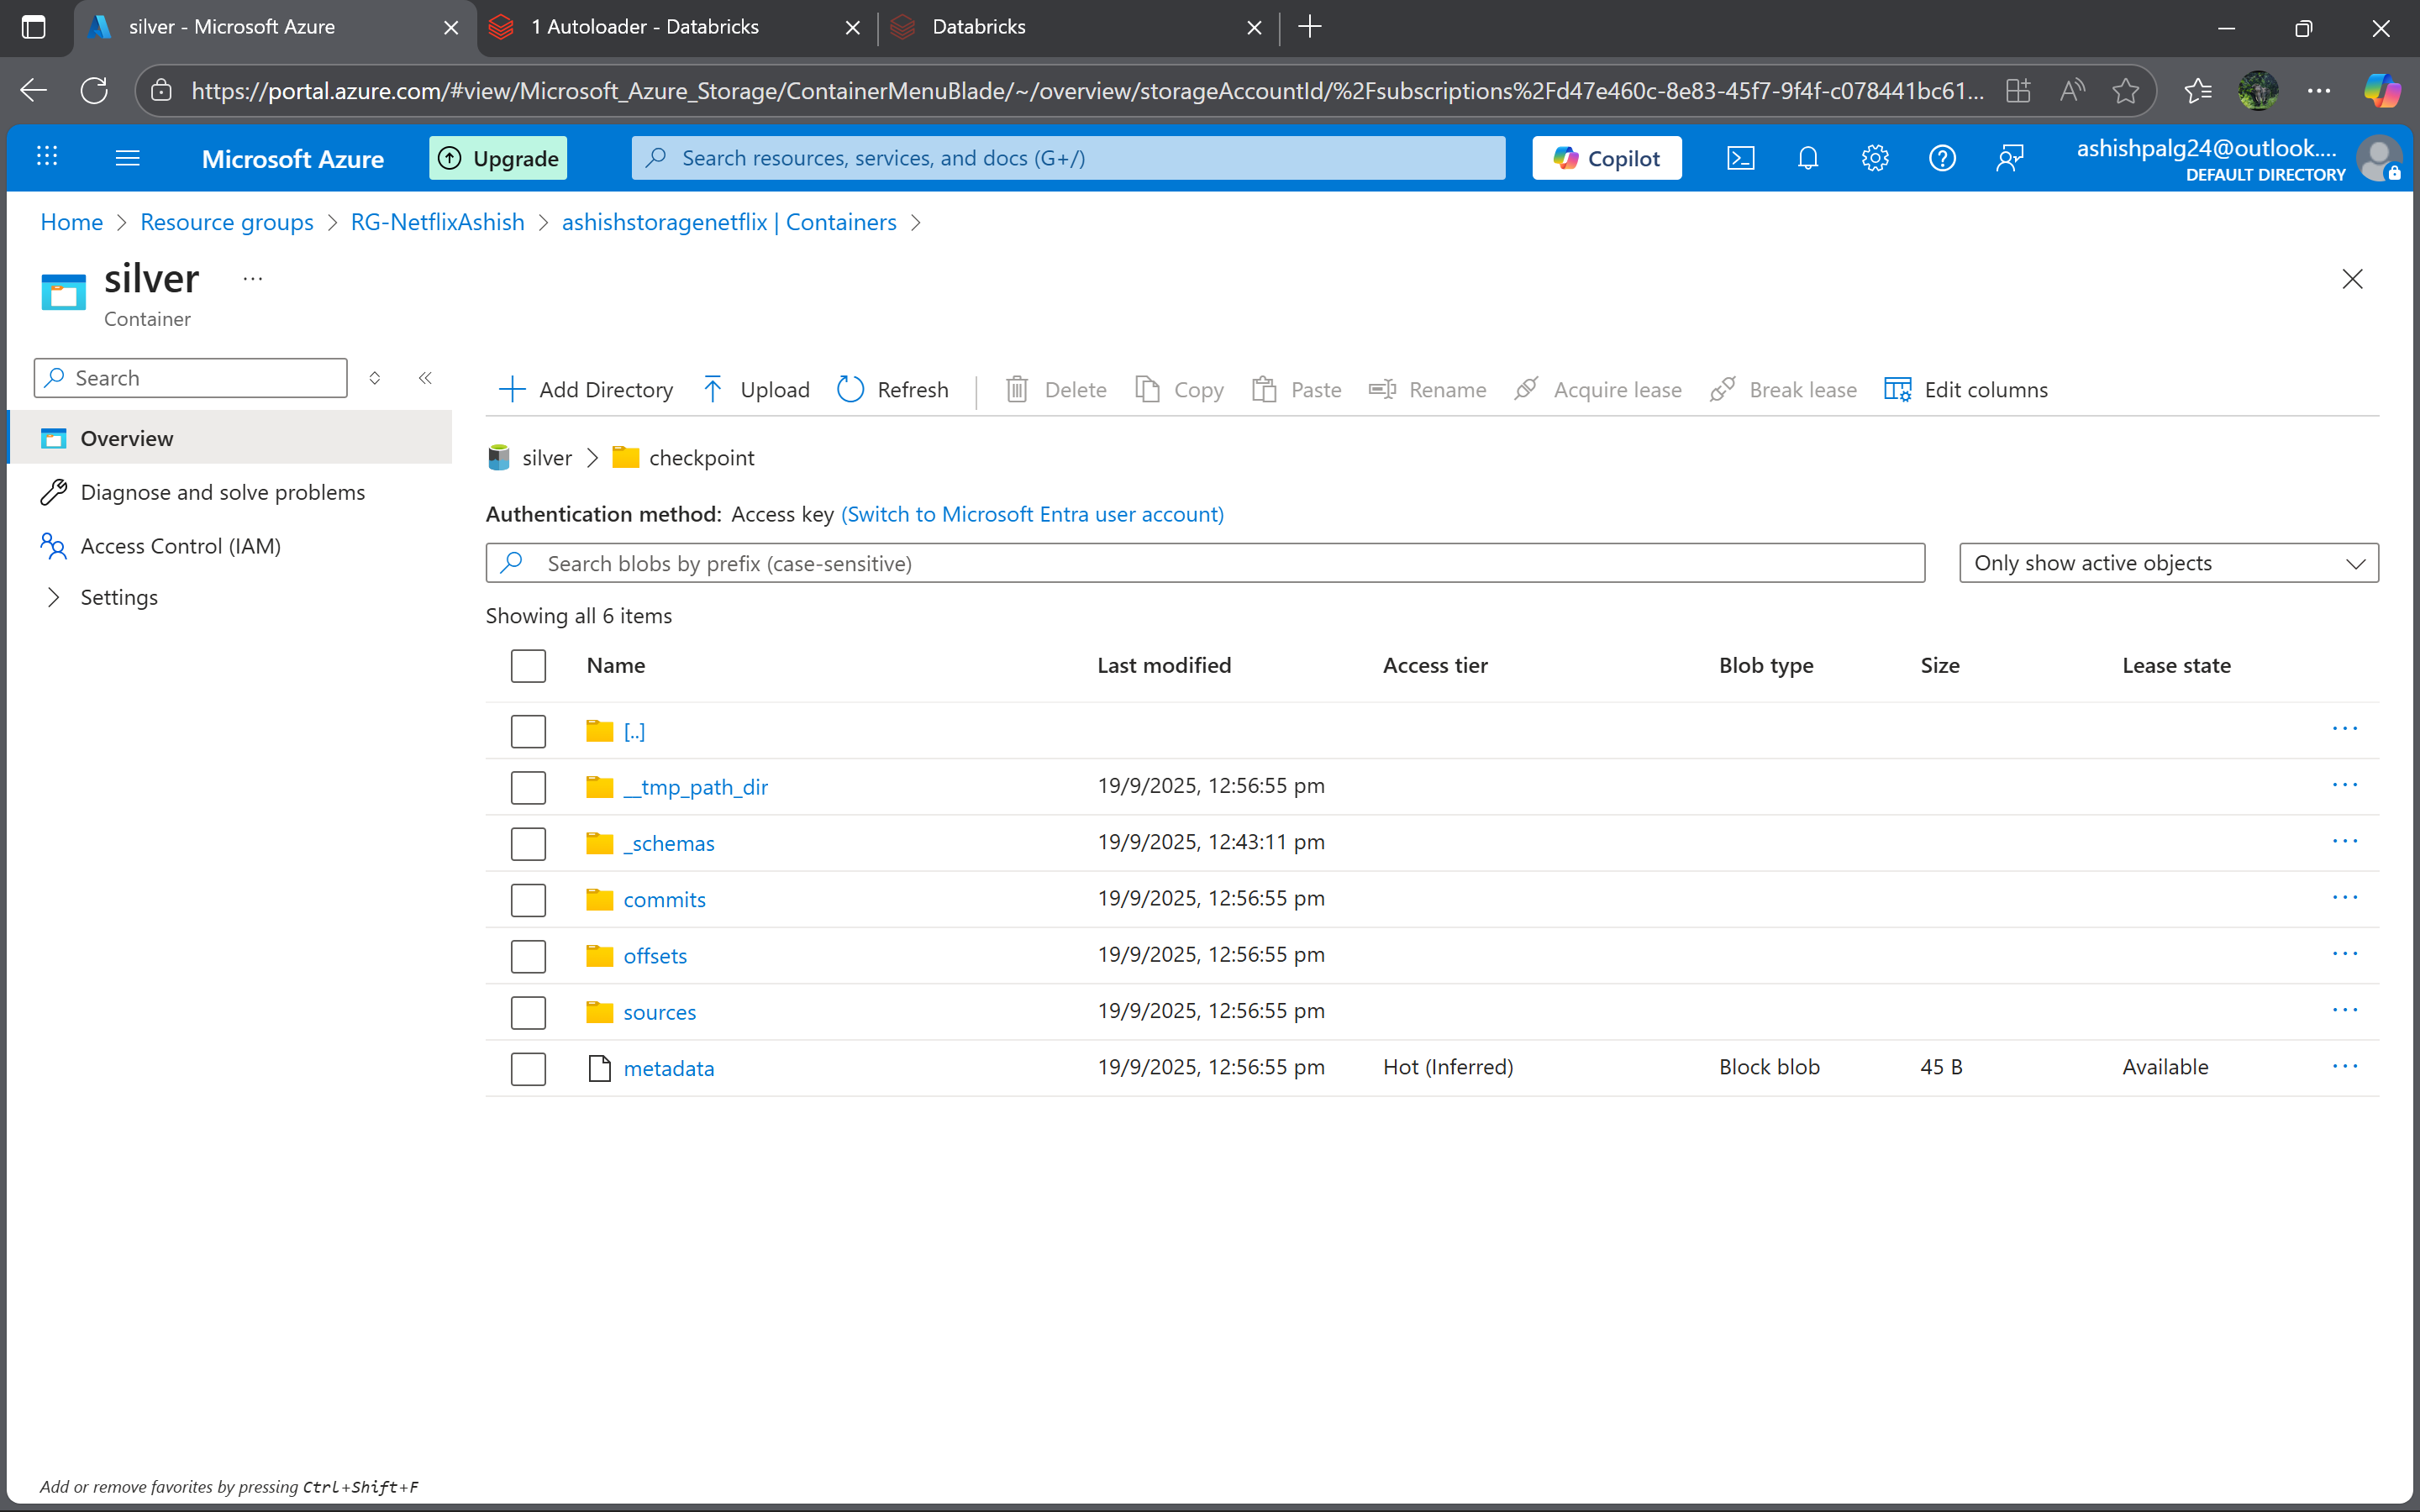 silver - Microsoft Azure
1 Autoloader - Databricks
Databricks
https://portal.azure.com/#view/Microsoft_Azure_Storage/ContainerMenuBlade/~/overview/storageAccountId/%2Fsubscriptions%2Fd47e460c-8e83-45f7-9f4f-c078441bc61...
Microsoft Azure
Upgrade
Search resources, services, and docs (G+/)
Copilot
ashishpalg24@outlook....
DEFAULT DIRECTORY
Home > Resource groups > RG-NetflixAshish > ashishstoragenetflix | Containers >
silver ...
Container
Search
Overview
Diagnose and solve problems
Access Control (IAM)
Settings
Add Directory Upload Refresh Delete Copy Paste Rename Acquire lease Break lease Edit columns
silver > checkpoint
Authentication method: Access key (Switch to Microsoft Entra user account)
Search blobs by prefix (case-sensitive)
Only show active objects
Showing all 6 items
Name Last modified Access tier Blob type Size Lease state
[..]
__tmp_path_dir 19/9/2025, 12:56:55 pm
_schemas 19/9/2025, 12:43:11 pm
commits 19/9/2025, 12:56:55 pm
offsets 19/9/2025, 12:56:55 pm
sources 19/9/2025, 12:56:55 pm
metadata 19/9/2025, 12:56:55 pm Hot (Inferred) Block blob 45 B Available
Add or remove favorites by pressing Ctrl+Shift+F